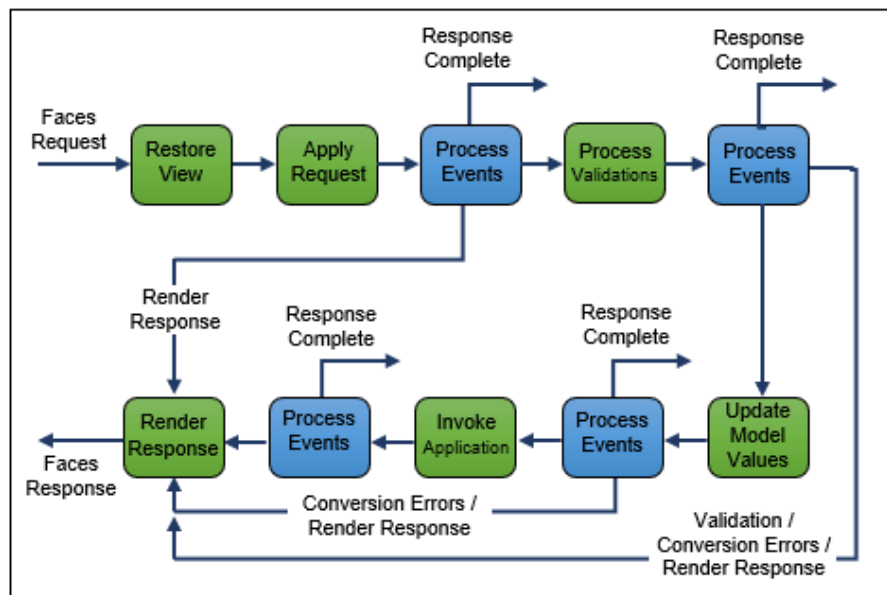 Response
Complete
Response
Complete
Faces
Request
Restore
View
Apply
Request
Process
Events
Process
Validations
Process
Events
Render
Response
Response
Complete
Response
Complete
Render
Response
Process
Events
Invoke
Application
Process
Events
Update
Model
Values
Faces
Response
Conversion Errors /
Render Response
Validation /
Conversion Errors /
Render Response